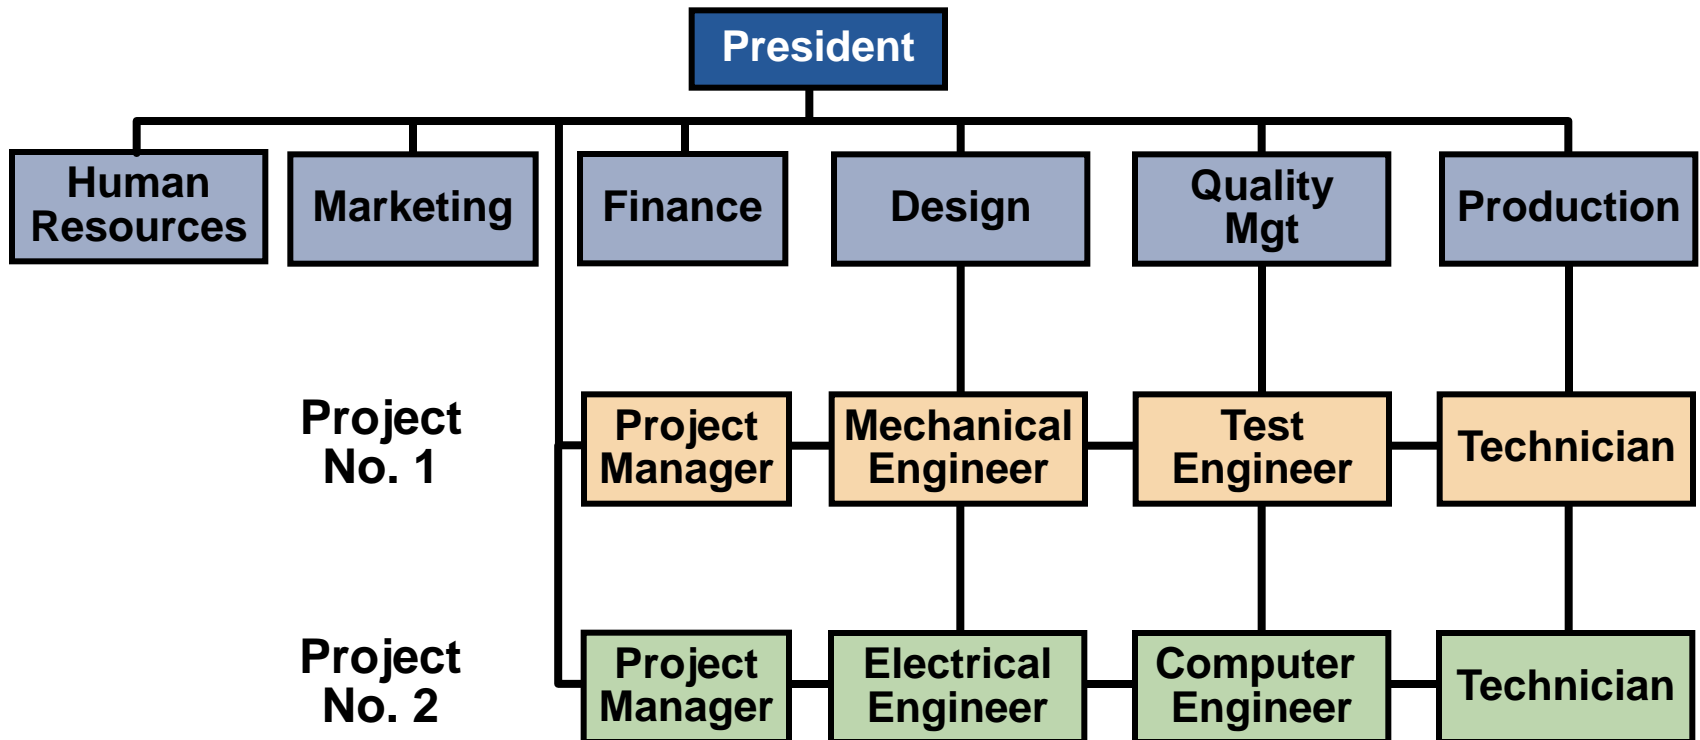 President
Human
Resources
Marketing
Finance
Design
Quality
Mgt
Production
Project
No. 1
Project
Manager
Mechanical
Engineer
Test
Engineer
Technician
Project
No. 2
Project
Manager
Electrical
Engineer
Computer
Engineer
Technician